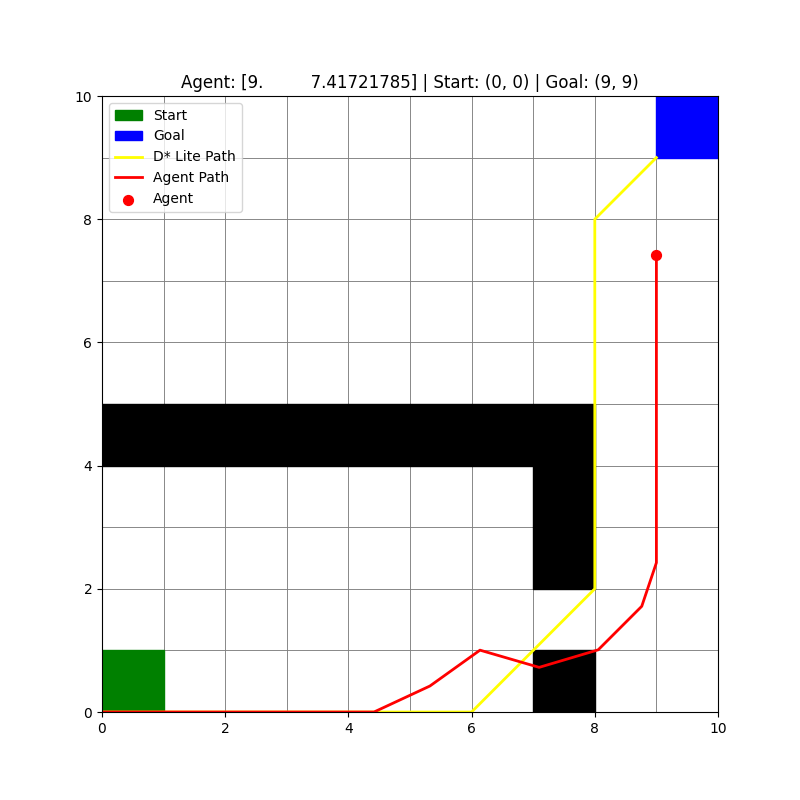 Agent: [9.         7.41721785] | Start: (0, 0) | Goal: (9, 9)
10
Start
Goal
D* Lite Path
Agent Path
Agent
8
6
4
2
0
0 2 4 6 8 10